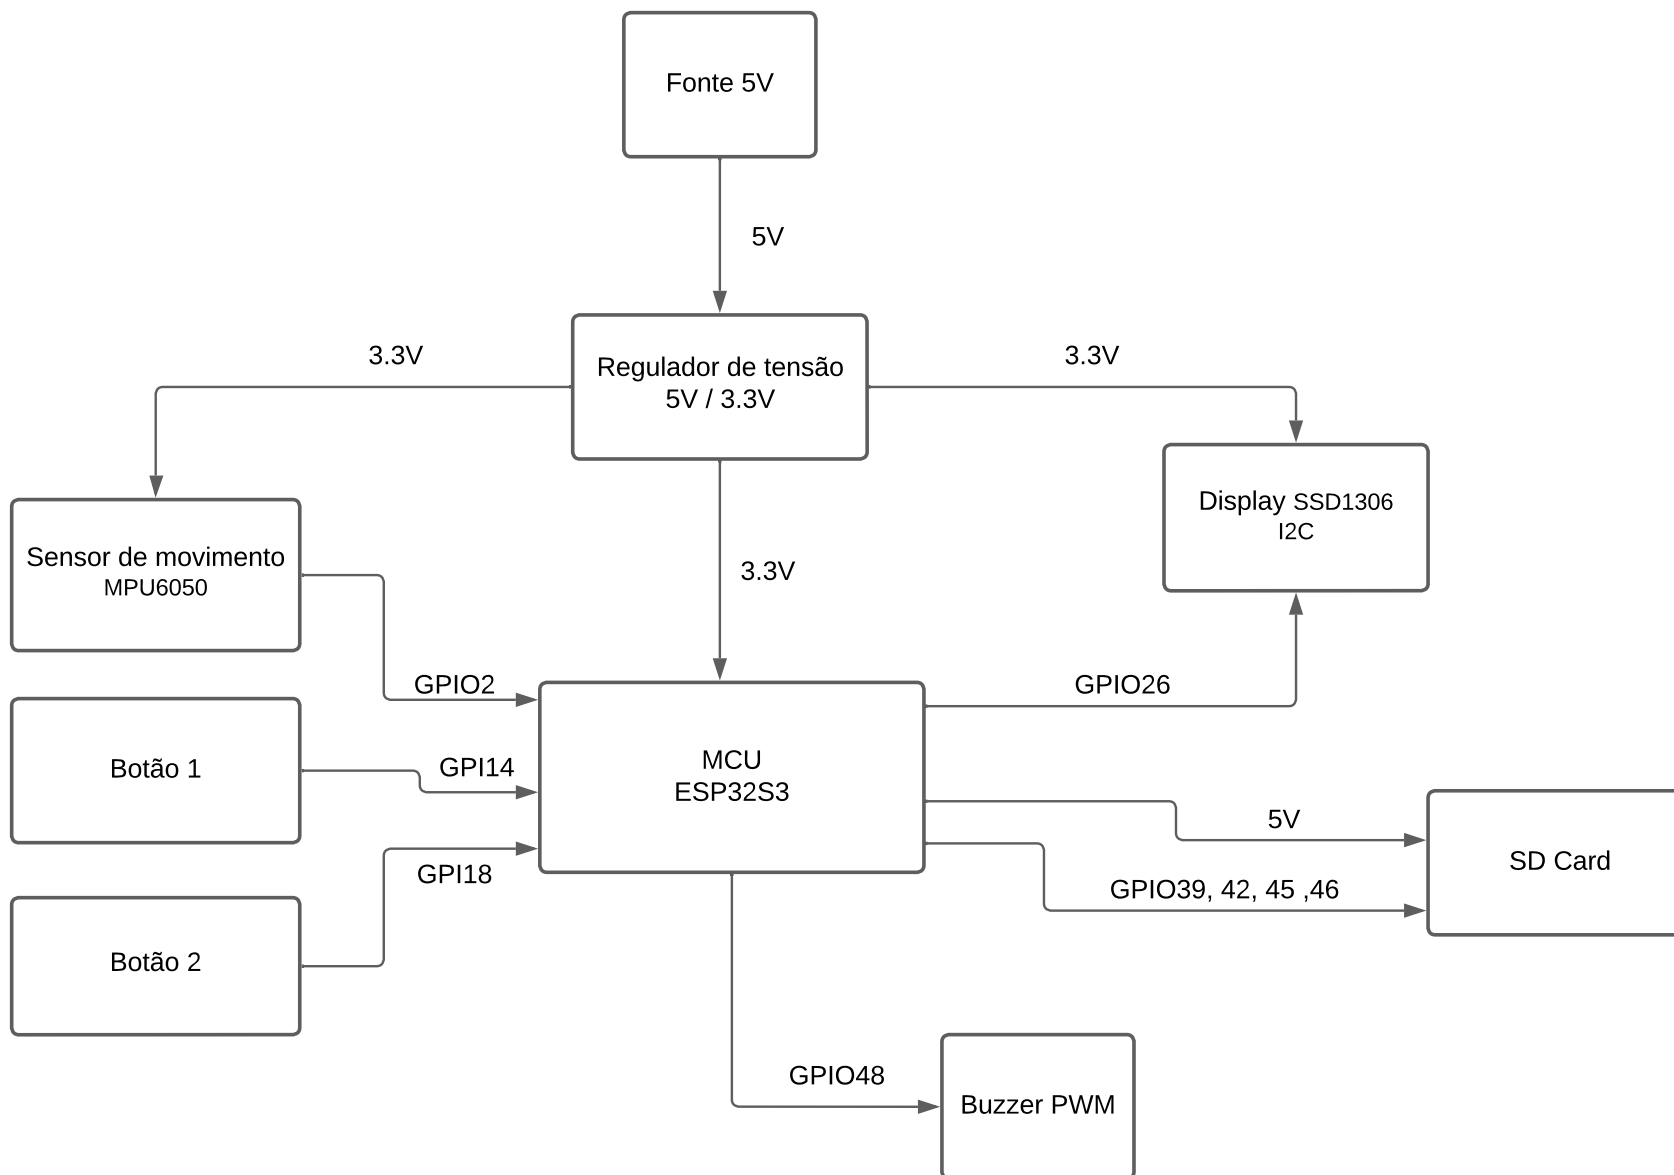 Fonte 5V
5V
3.3V
Regulador de tensão
5V / 3.3V
3.3V
Display SSD1306
I2C
Sensor de movimento
MPU6050
3.3V
GPIO2
GPIO26
Botão 1
GPI14
MCU
ESP32S3
5V
SD Card
GPI18
GPIO39, 42, 45 ,46
Botão 2
GPIO48
Buzzer PWM